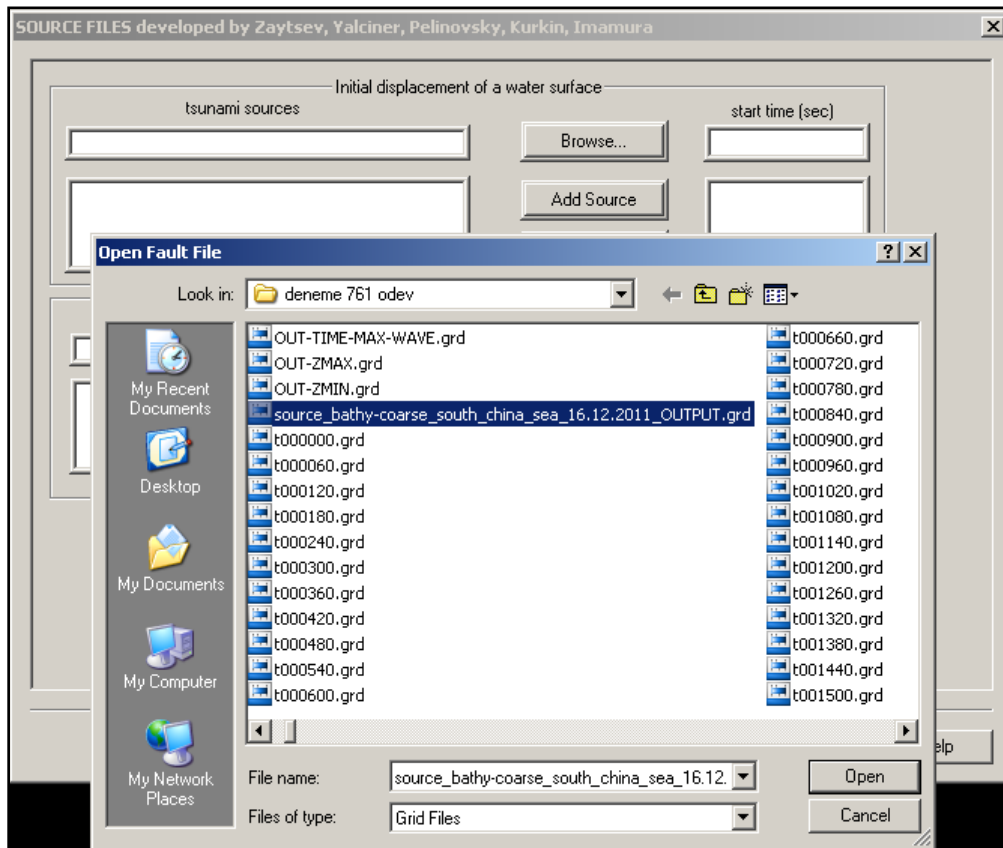 SOURCE FILES developed by Zaytsev, Yalciner, Pelinovsky, Kurkin, Imamura
Initial displacement of a water surface
tsunami sources
start time (sec)
Browse...
Add Source
Open Fault File
Look in:
deneme 761 odev
My Recent
Documents
Desktop
My Documents
My Computer
My Network
Places
OUT-TIME-MAX-WAVE.grd
OUT-ZMAX.grd
OUT-ZMIN.grd
source_bathy-coarse_south_china_sea_16.12.2011_OUTPUT.grd
t000000.grd
t000060.grd
t000120.grd
t000180.grd
t000240.grd
t000300.grd
t000360.grd
t000420.grd
t000480.grd
t000540.grd
t000600.grd
t000660.grd
t000720.grd
t000780.grd
t000840.grd
t000900.grd
t000960.grd
t001020.grd
t001080.grd
t001140.grd
t001200.grd
t001260.grd
t001320.grd
t001380.grd
t001440.grd
t001500.grd
File name:
source_bathy-coarse_south_china_sea_16.12.
Open
Files of type:
Grid Files
Cancel
elp